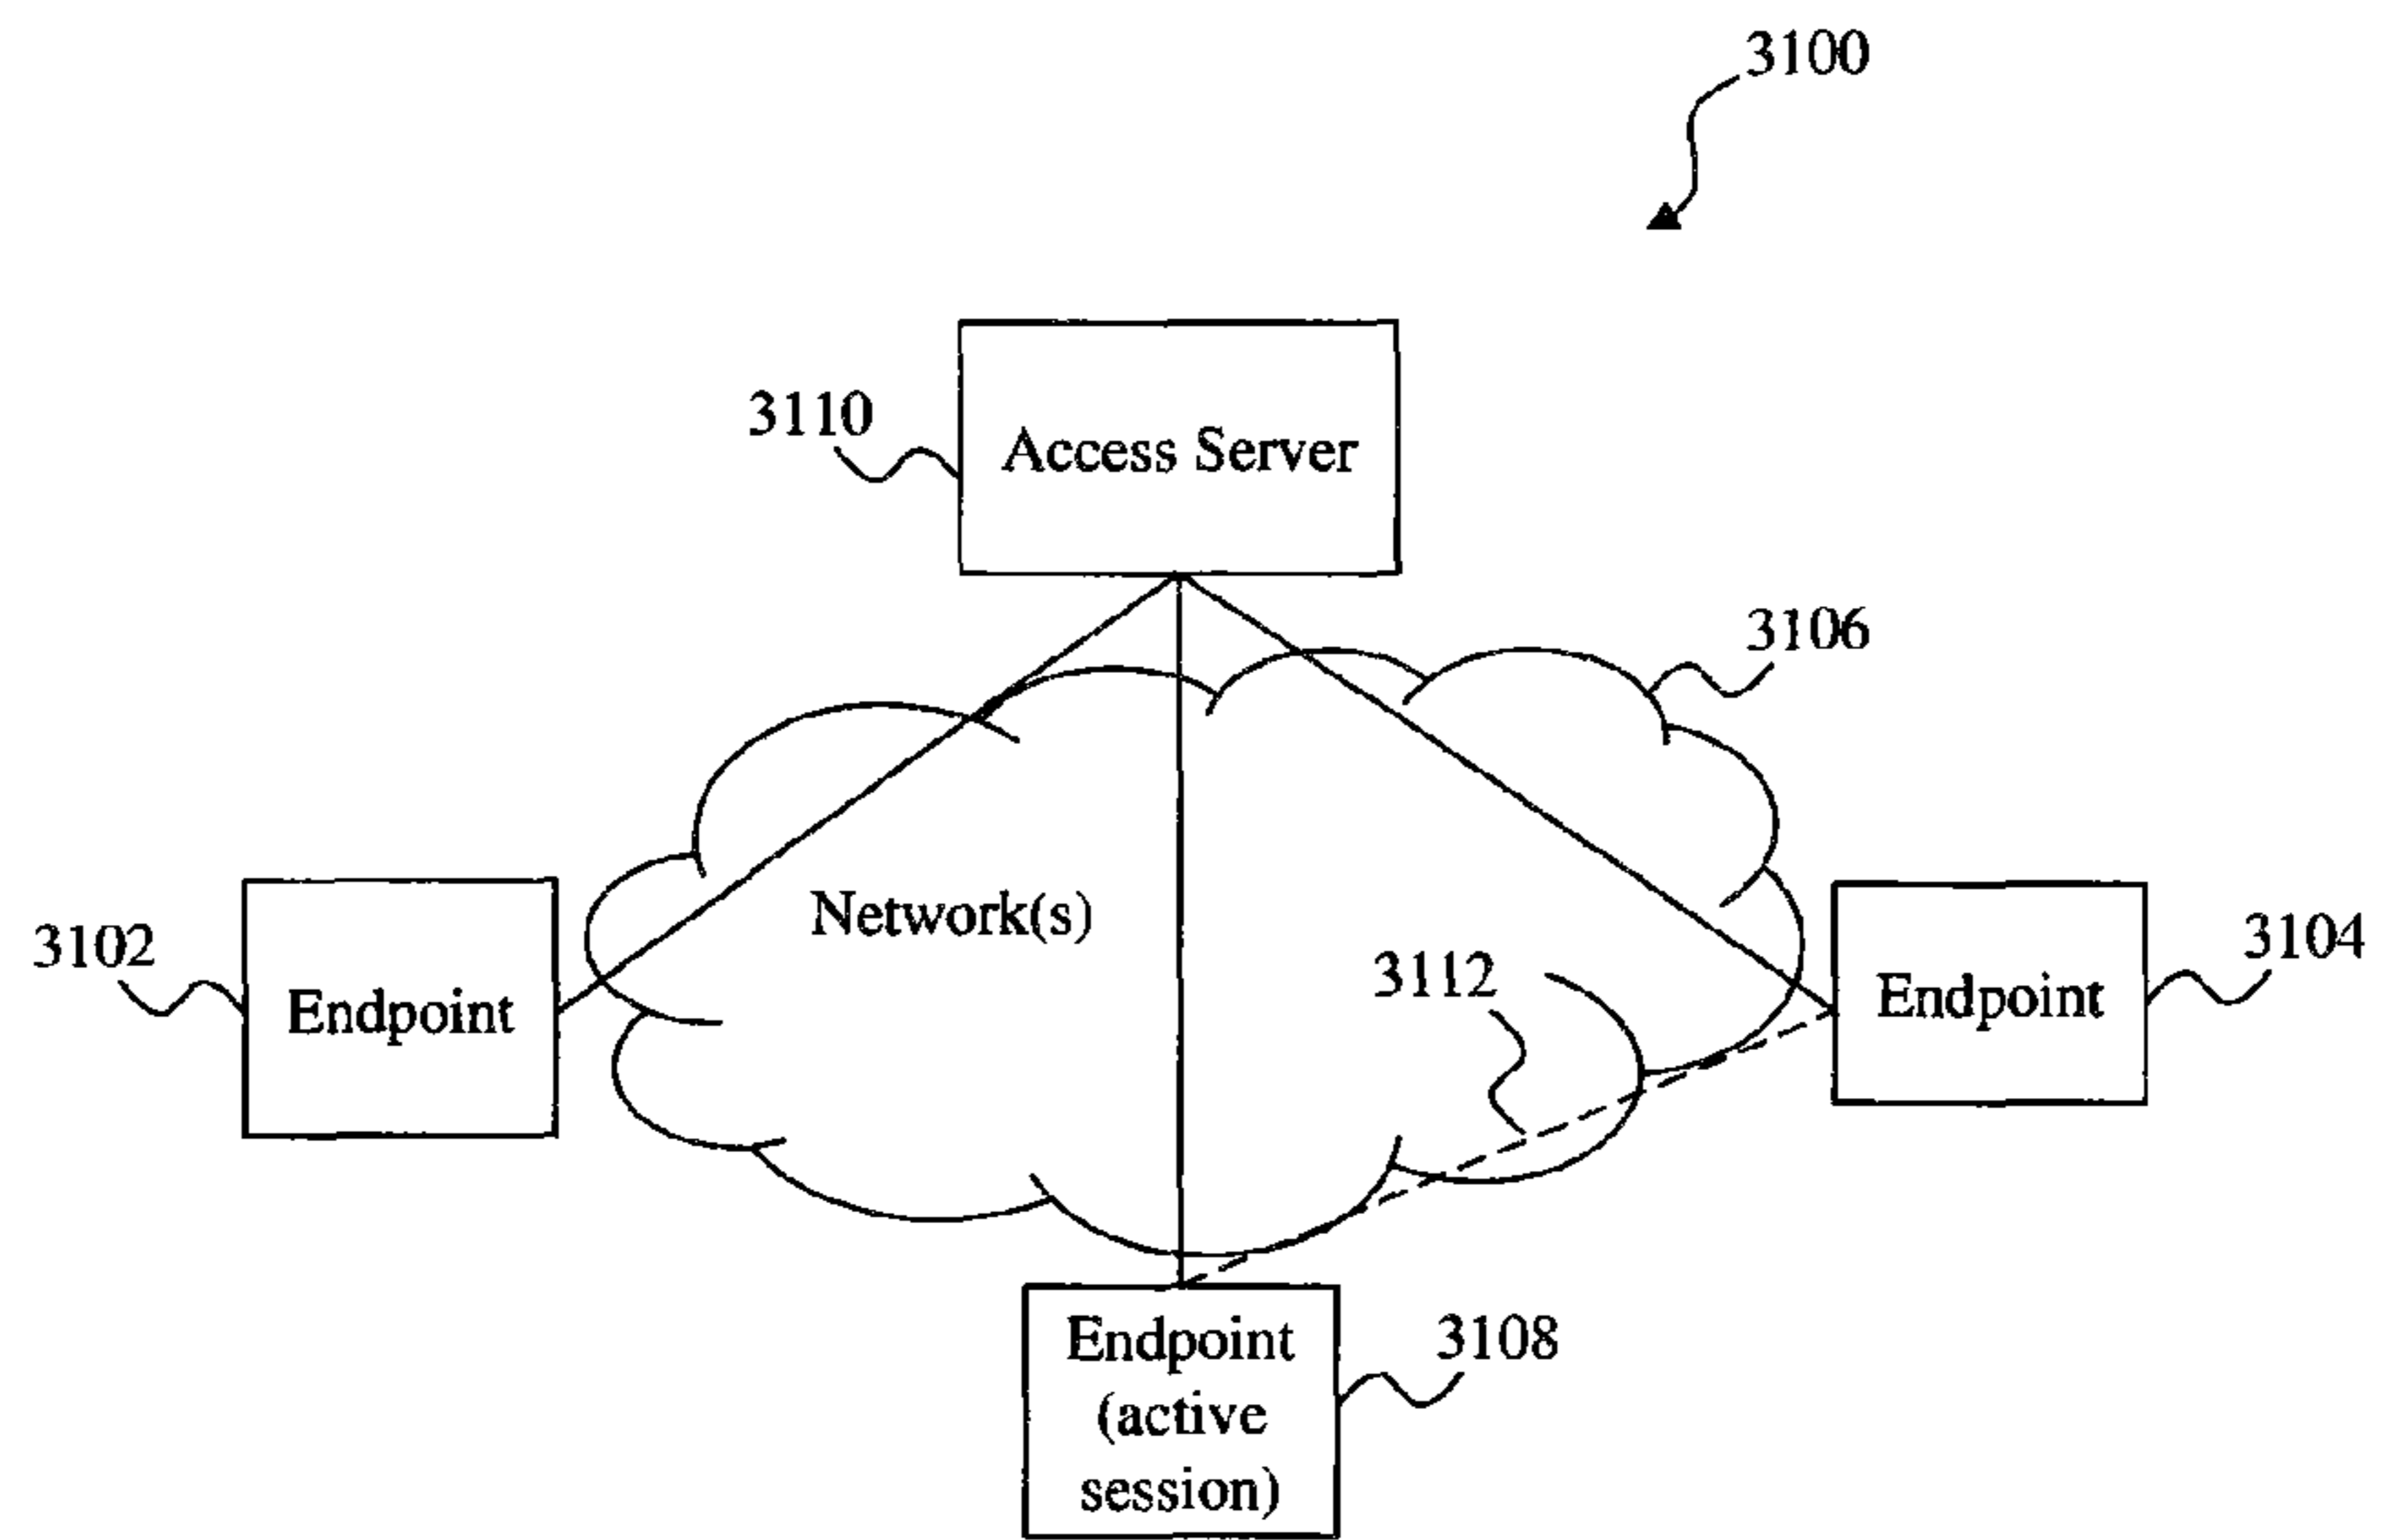 3100
3110
Access Server
3106
Network(s)
3102
Endpoint
3112
3104
Endpoint
Endpoint
(active
session)
3108